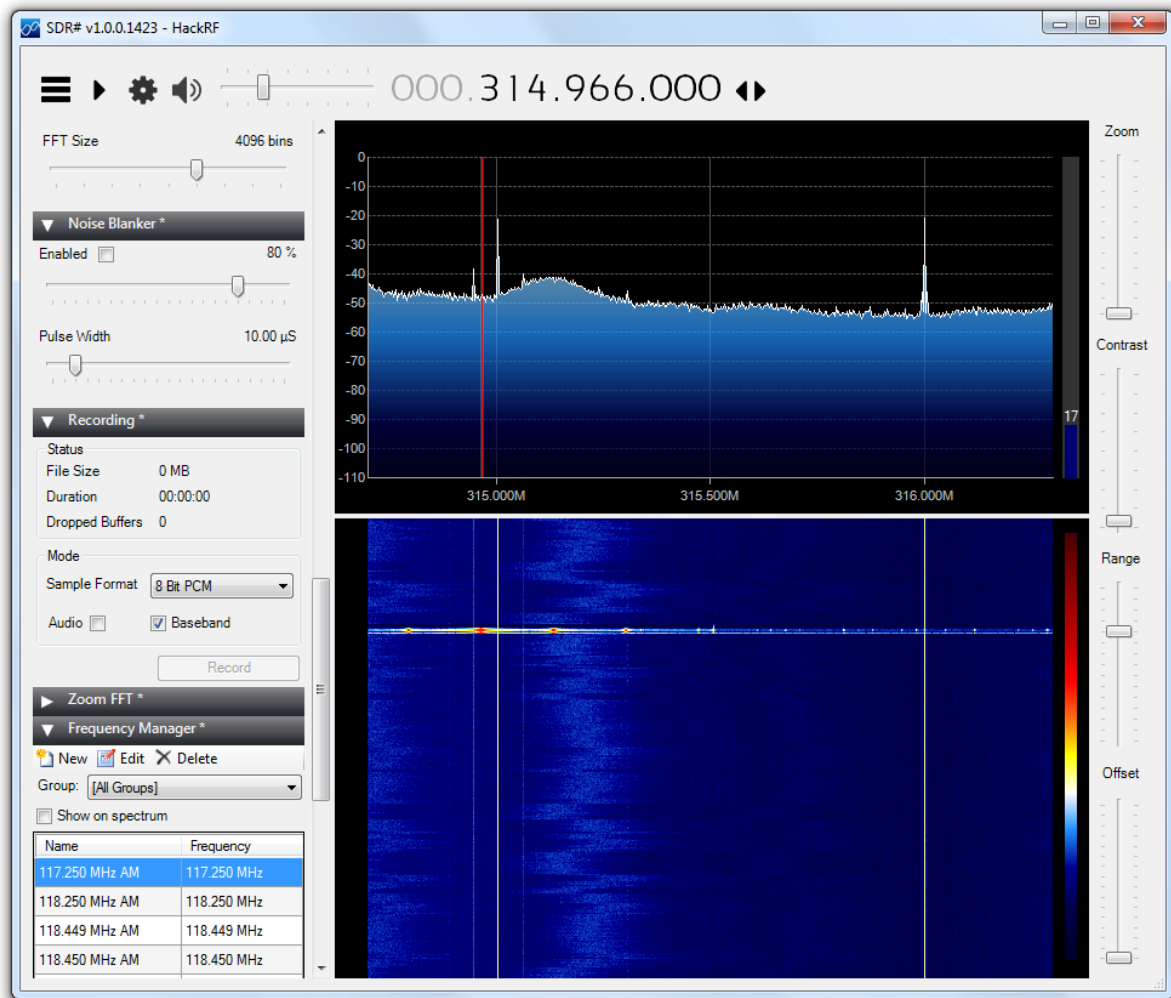 SDR# v1.0.0.1423 - HackRF
000.314.966.000
FFT Size 4096 bins
Noise Blanker *
Enabled 80 %
Pulse Width 10.00 µS
Recording *
Status
File Size 0 MB
Duration 00:00:00
Dropped Buffers 0
Mode
Sample Format 8 Bit PCM
Audio Baseband
Record
Zoom FFT *
Frequency Manager *
New Edit Delete
Group: [All Groups]
Show on spectrum
Name Frequency
117.250 MHz AM 117.250 MHz
118.250 MHz AM 118.250 MHz
118.449 MHz AM 118.449 MHz
118.450 MHz AM 118.450 MHz
0
-10
-20
-30
-40
-50
-60
-70
-80
-90
-100
-110
315.000M 315.500M 316.000M
17
Zoom
Contrast
Range
Offset